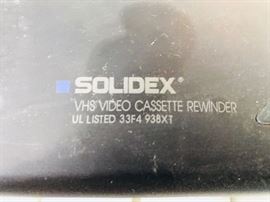 SOLIDEX®
VHS VIDEO CASSETTE REWINDER
UL LISTED 33F4 938XT